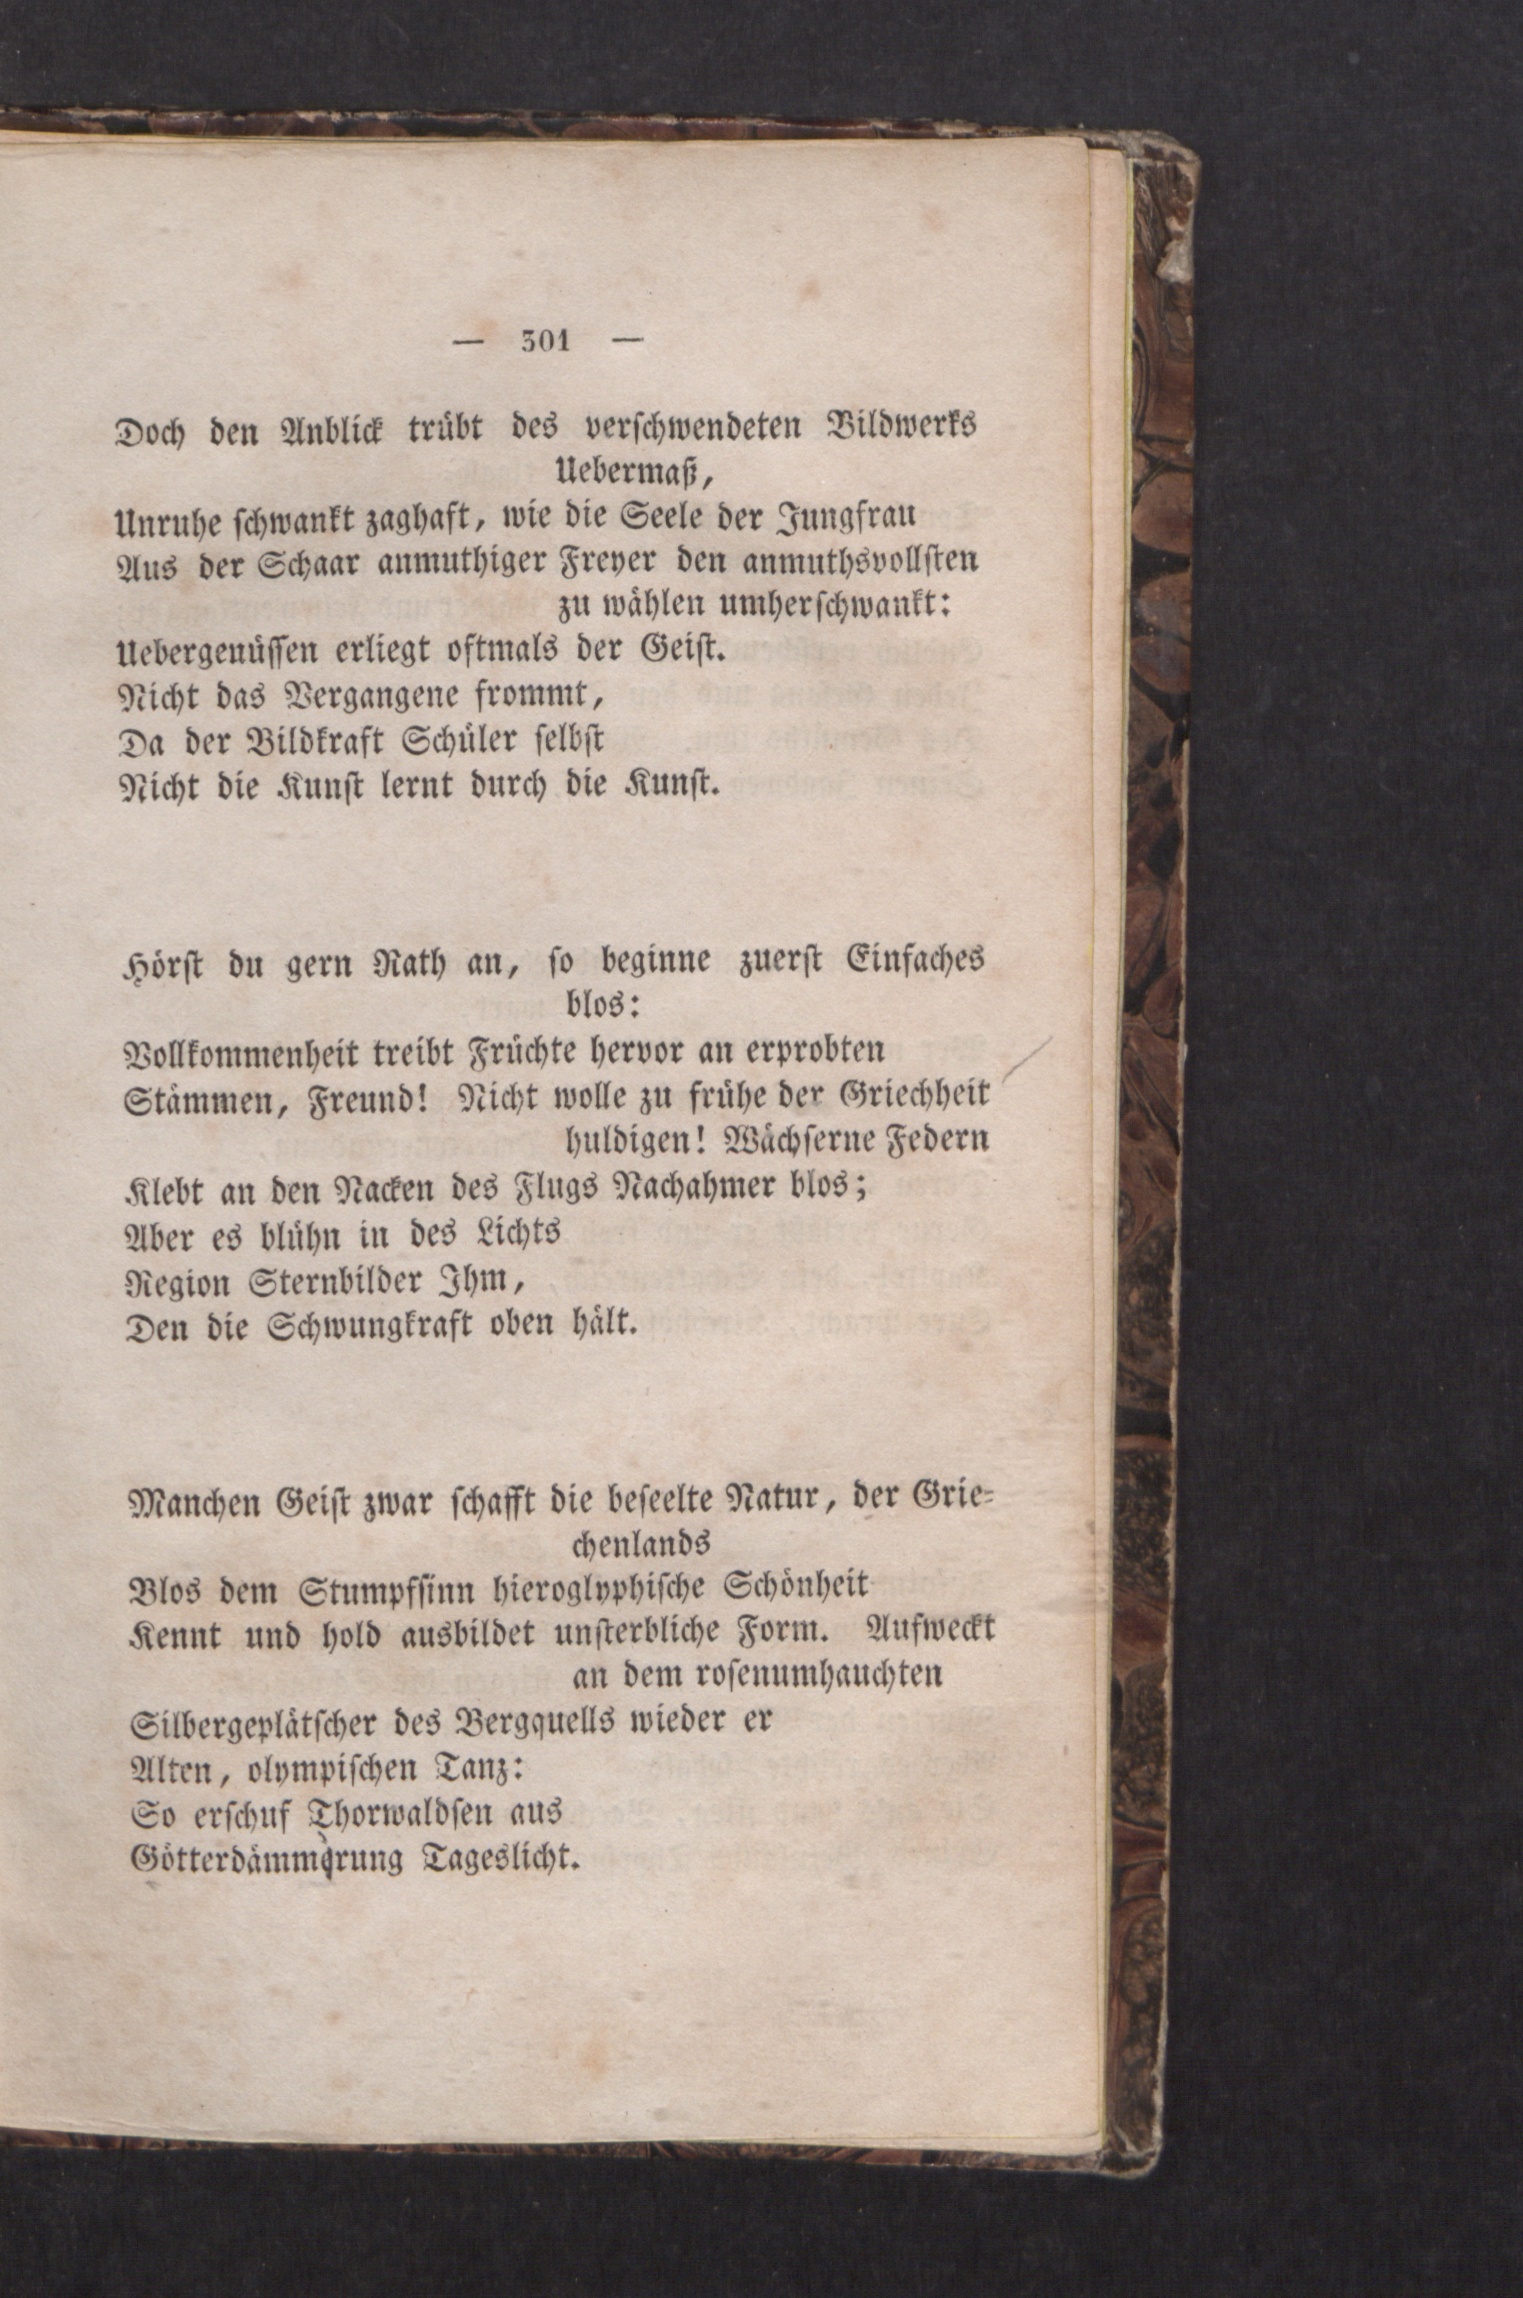 — 301 —
Doch den Anblick trübt des verſchwendeten Bildwerks
Uebermaß,
Unruhe ſchwankt zaghaft, wie die Seele der Jungfrau
Aus der Schaar anmuthiger Freyer den anmuthsvollſten
zu wählen umherſchwankt:
Uebergenüſſen erliegt oftmals der Geiſt.
Nicht das Vergangene frommt,
Da der Bildkraft Schüler ſelbſt
Nicht die Kunſt lernt durch die Kunſt.
Hörſt du gern Rath an, ſo beginne zuerſt Einfaches
blos:
Vollkommenheit treibt Früchte hervor an erprobten
Stämmen, Freund! Nicht wolle zu frühe der Griechheit
huldigen! Wächſerne Federn
Klebt an den Nacken des Flugs Nachahmer blos;
Aber es blühn in des Lichts
Region Sternbilder Ihm,
Den die Schwungkraft oben hält.
Manchen Geiſt zwar ſchafft die beſeelte Natur, der Grie=
chenlands
Blos dem Stumpfſinn hieroglyphiſche Schönheit
Kennt und hold ausbildet unſterbliche Form. Aufweckt
an dem roſenumhauchten
Silbergeplätſcher des Bergquells wieder er
Alten, olympiſchen Tanz:
So erſchuf Thorwaldſen aus
Götterdämmerung Tageslicht.